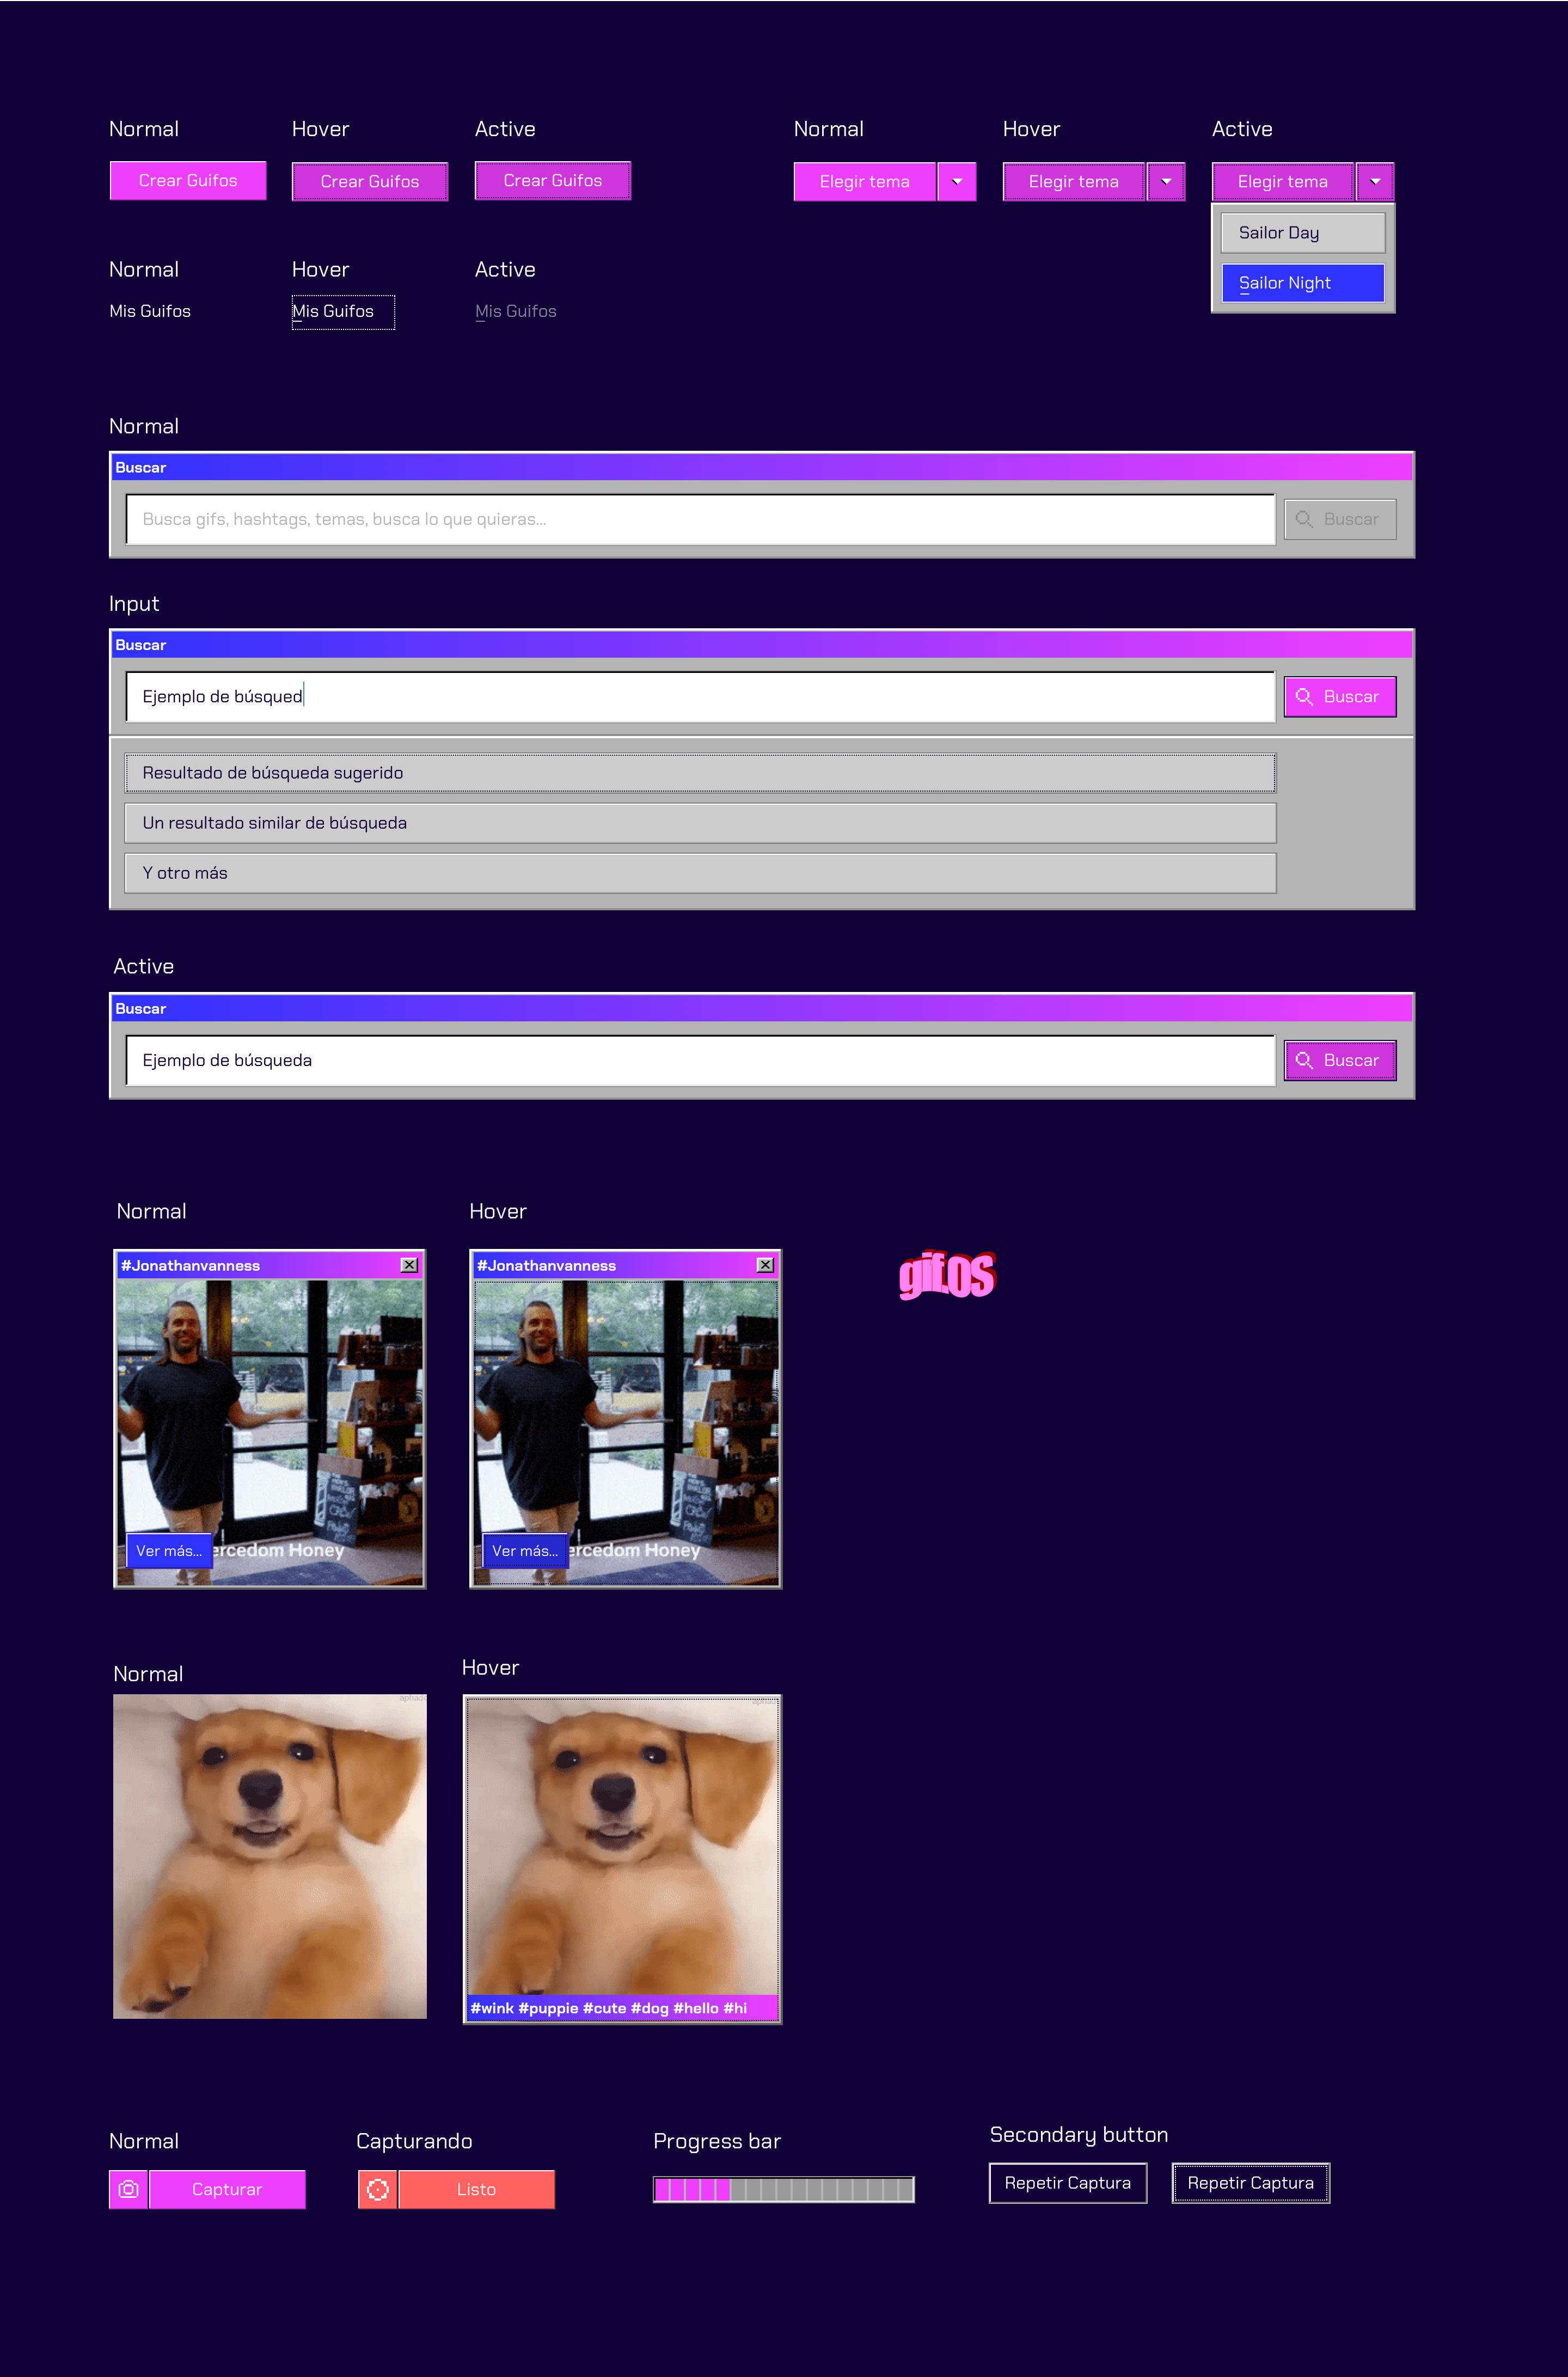 Normal
Hover
Active
Normal
Hover
Active
Crear Guifos
Crear Guifos
Crear Guifos
Elegir tema
Elegir tema
Elegir tema
Sailor Day
Sailor Night
Normal
Hover
Active
Mis Guifos
Mis Guifos
Mis Guifos
Normal
Buscar
Busca gifs, hashtags, temas, busca lo que quieras...
Buscar
Input
Buscar
Ejemplo de búsqued
Buscar
Resultado de búsqueda sugerido
Un resultado similar de búsqueda
Y otro más
Active
Buscar
Ejemplo de búsqueda
Buscar
Normal
Hover
#Jonathanvanness
#Jonathanvanness
gif.OS
Ver más...
Honey
Ver más...
Honey
Normal
Hover
#wink #puppie #cute #dog #hello #hi
Normal
Capturando
Progress bar
Secondary button
Capturar
Listo
Repetir Captura
Repetir Captura